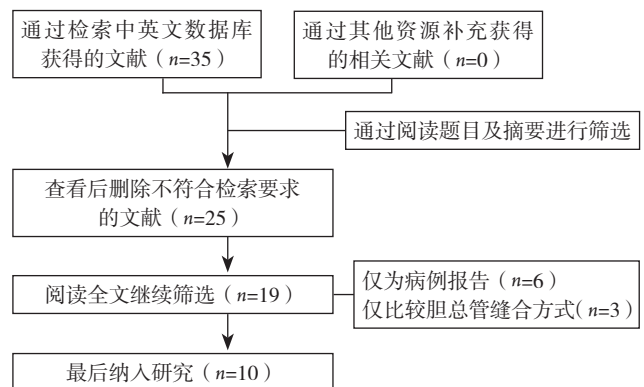 通过检索中英文数据库
获得的文献（n=35）
通过其他资源补充获得
的相关文献（n=0）
通过阅读题目及摘要进行筛选
查看后删除不符合检索要求
的文献（n=25）
阅读全文继续筛选（n=19）
仅为病例报告（n=6）
仅比较胆总管缝合方式（n=3）
最后纳入研究（n=10）